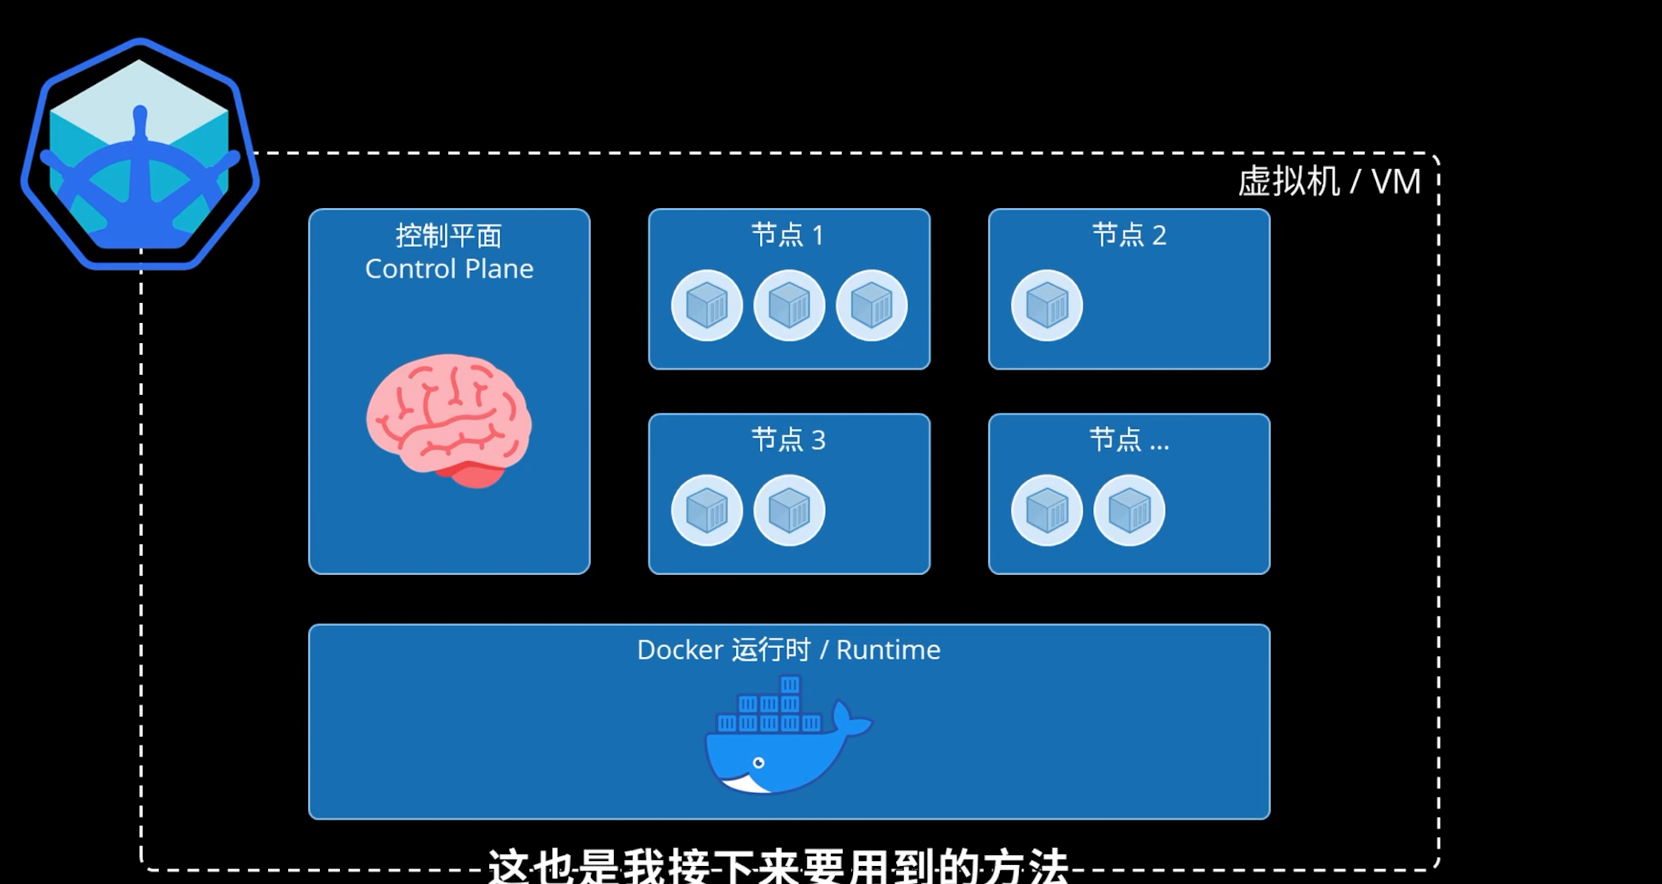 虚拟机 / VM
控制平面
Control Plane
节点 1
节点 2
节点 3
节点 ...
Docker 运行时 / Runtime
这也是我接下来要用到的方法